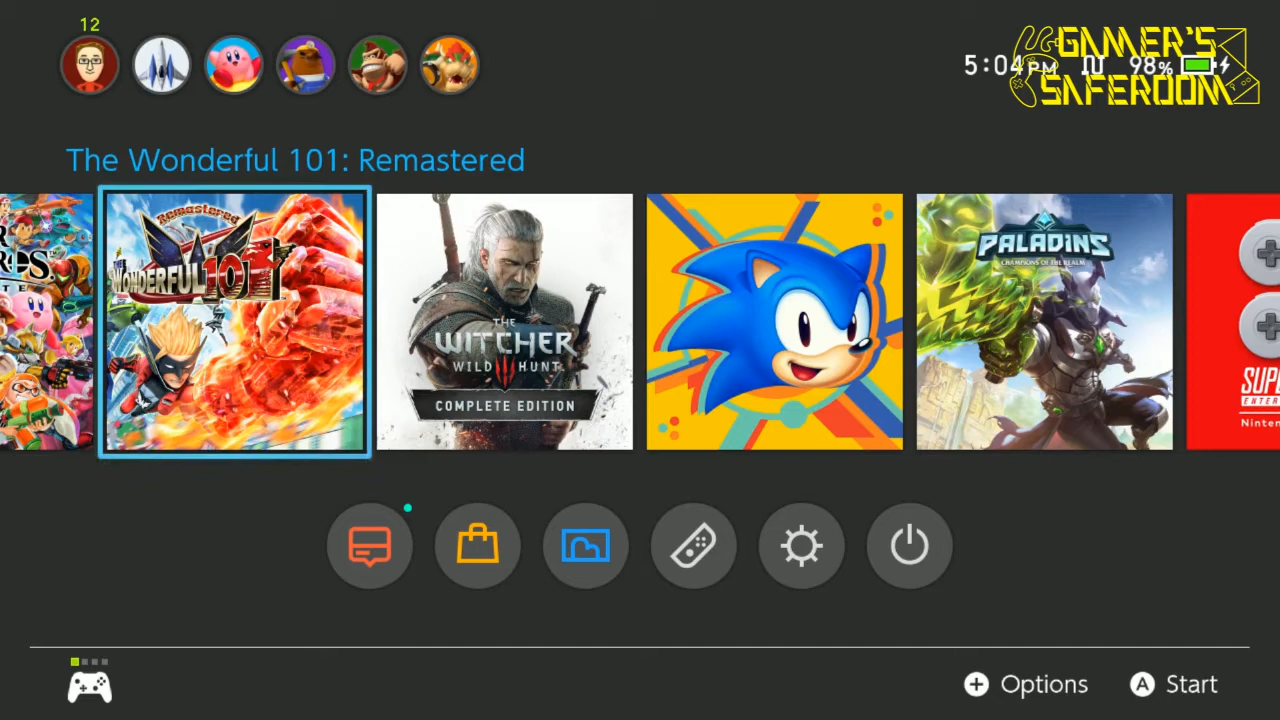 12
GAMER'S
SAFEROOM
5:04 PM
98%
The Wonderful 101: Remastered
Remastered
THE
WONDERFUL 101
THE
WITCHER
WILD HUNT
COMPLETE EDITION
PALADINS
CHAMPIONS OF THE REALM
Options
Start